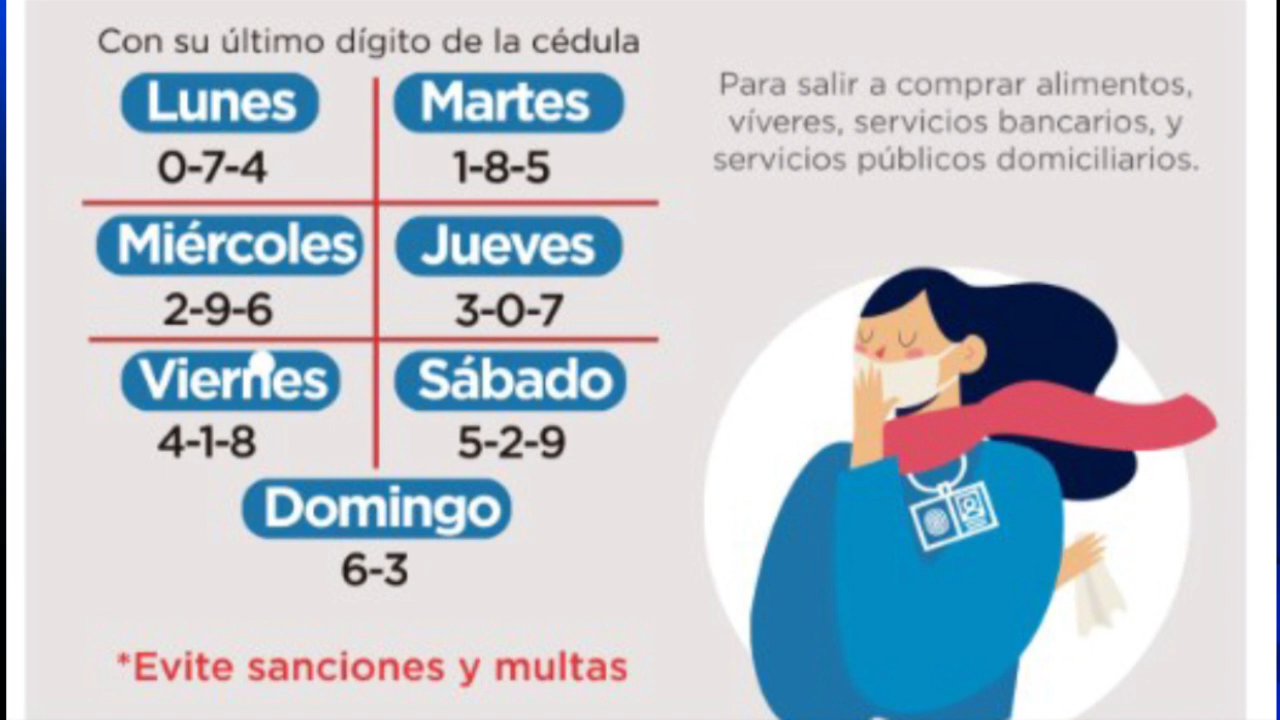 Con su último dígito de la cédula
Lunes
0-7-4
Martes
1-8-5
Miércoles
2-9-6
Jueves
3-0-7
Viernes
4-1-8
Sábado
5-2-9
Domingo
6-3
*Evite sanciones y multas
Para salir a comprar alimentos,
víveres, servicios bancarios, y
servicios públicos domiciliarios.